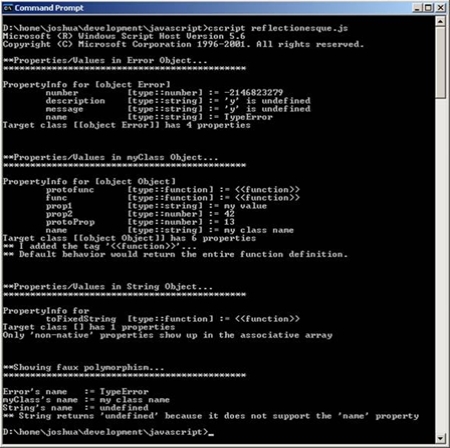 Command Prompt
D:\home\joshua\development\javascript>cscript reflectionesque.js
Microsoft (R) Windows Script Host Version 5.6
Copyright (C) Microsoft Corporation 1996-2001. All rights reserved.
**Properties/Values in Error Object...
*******************************************
PropertyInfo for [object Error]
number [type::number] := -2146823279
description [type::string] := 'y' is undefined
message [type::string] := 'y' is undefined
name [type::string] := TypeError
Target class [[object Error]] has 4 properties
**Properties/Values in myClass Object...
*******************************************
PropertyInfo for [object Object]
protofunc [type::function] := <<function>>
func [type::function] := <<function>>
prop1 [type::string] := my value
prop2 [type::number] := 42
protoProp [type::number] := 13
name [type::string] := my class name
Target class [[object Object]] has 6 properties
** I added the tag '<<function>>'...
** Default behavior would return the entire function definition.
**Properties/Values in String Object...
*******************************************
PropertyInfo for
toFixedString [type::function] := <<function>>
Target class [] has 1 properties
Only 'non-native' properties show up in the associative array
**Showing faux polymorphism...
*******************************************
Error's name := TypeError
myClass's name := my class name
String's name := undefined
** String returns 'undefined' because it does not support the 'name' property
D:\home\joshua\development\javascript>_